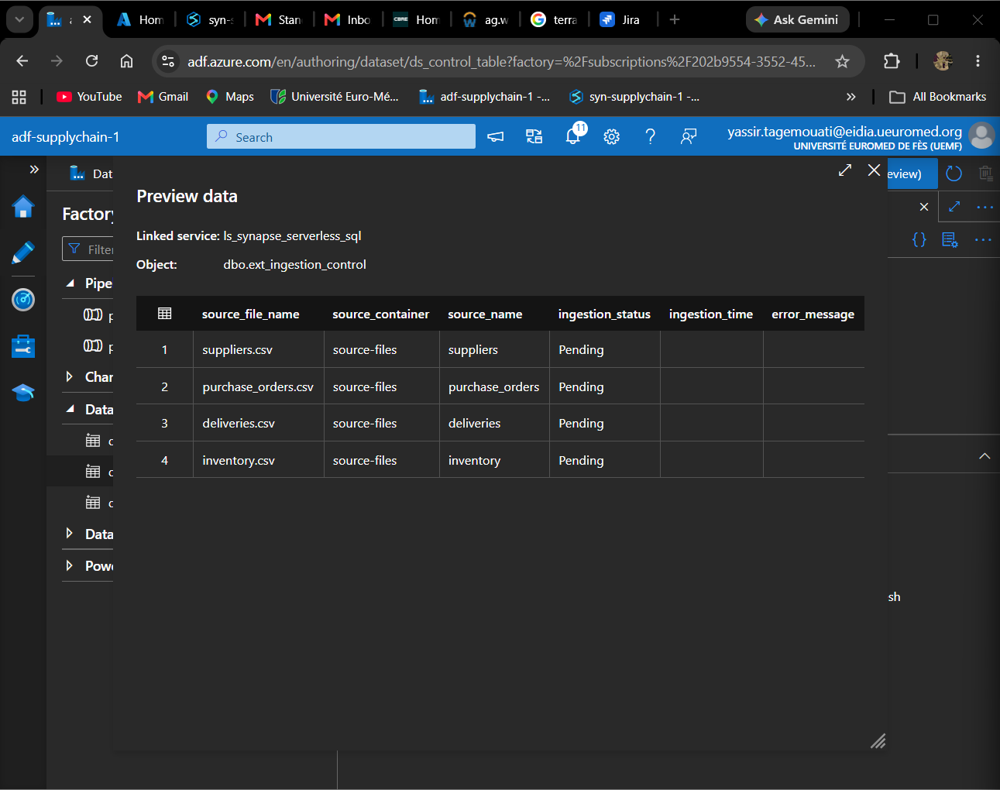 Hom
syn-s
Stan
Inbo
CBRE
Hom
ag.w
terra
Jira
Ask Gemini
adf.azure.com/en/authoring/dataset/ds_control_table?factory=%2Fsubscriptions%2F202b9554-3552-45...
YouTube
Gmail
Maps
Université Euro-Mé...
adf-supplychain-1 -...
syn-supplychain-1 -...
All Bookmarks
adf-supplychain-1
Search
11
yassir.tagemouati@eidia.ueuromed.org
UNIVERSITÉ EUROMED DE FÈS (UEMF)
Dat
eview)
Factory
Filter
Pipe
p
p
Char
Data
Data
Powe
Preview data
Linked service: ls_synapse_serverless_sql
Object: dbo.ext_ingestion_control
source_file_name source_container source_name ingestion_status ingestion_time error_message
1 suppliers.csv source-files suppliers Pending
2 purchase_orders.csv source-files purchase_orders Pending
3 deliveries.csv source-files deliveries Pending
4 inventory.csv source-files inventory Pending
sh